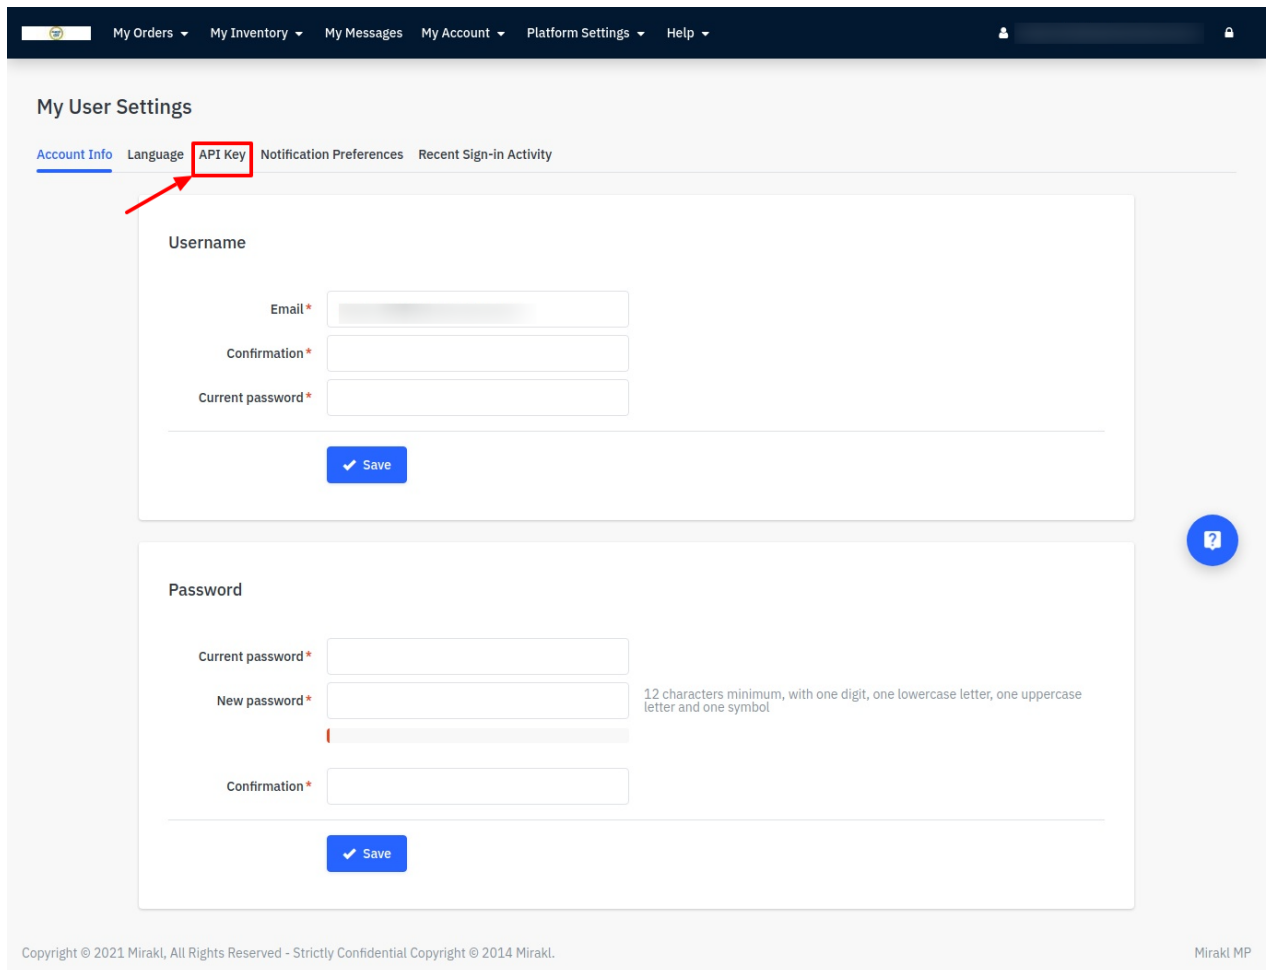 My Orders My Inventory My Messages My Account Platform Settings Help
My User Settings
Account Info Language API Key Notification Preferences Recent Sign-in Activity
Username
Email*
Confirmation*
Current password*
Save
Password
Current password*
New password*
12 characters minimum, with one digit, one lowercase letter, one uppercase
letter and one symbol
Confirmation*
Save
Copyright © 2021 Mirakl, All Rights Reserved - Strictly Confidential Copyright © 2014 Mirakl. Mirakl MP